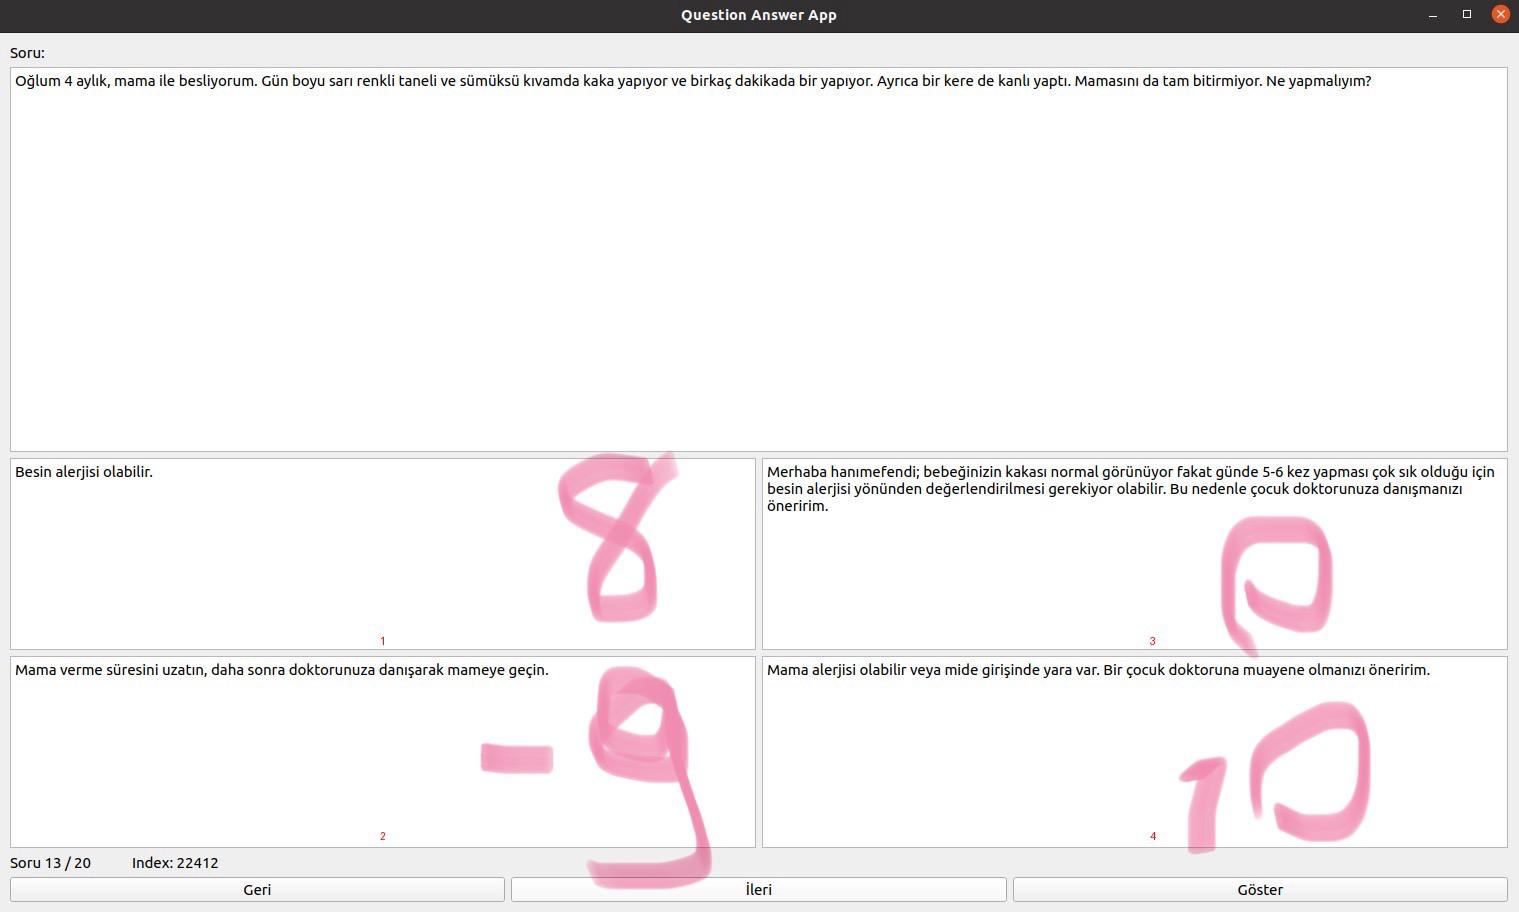 Question Answer App
Soru:
Oğlum 4 aylık, mama ile besliyorum. Gün boyu sarı renkli taneli ve sümüksü kıvamda kaka yapıyor ve birkaç dakikada bir yapıyor. Ayrıca bir kere de kanlı yaptı. Mamasını da tam bitirmiyor. Ne yapmalıyım?
Besin alerjisi olabilir.
8
1
Merhaba hanımefendi; bebeğinizin kakası normal görünüyor fakat günde 5-6 kez yapması çok sık olduğu için
besin alerjisi yönünden değerlendirilmesi gerekiyor olabilir. Bu nedenle çocuk doktorunuza danışmanızı
öneririm.
0
3
Mama verme süresini uzatın, daha sonra doktorunuza danışarak mameye geçin.
-9
2
Mama alerjisi olabilir veya mide girişinde yara var. Bir çocuk doktoruna muayene olmanızı öneririm.
10
4
Soru 13 / 20 Index: 22412
Geri İleri Göster